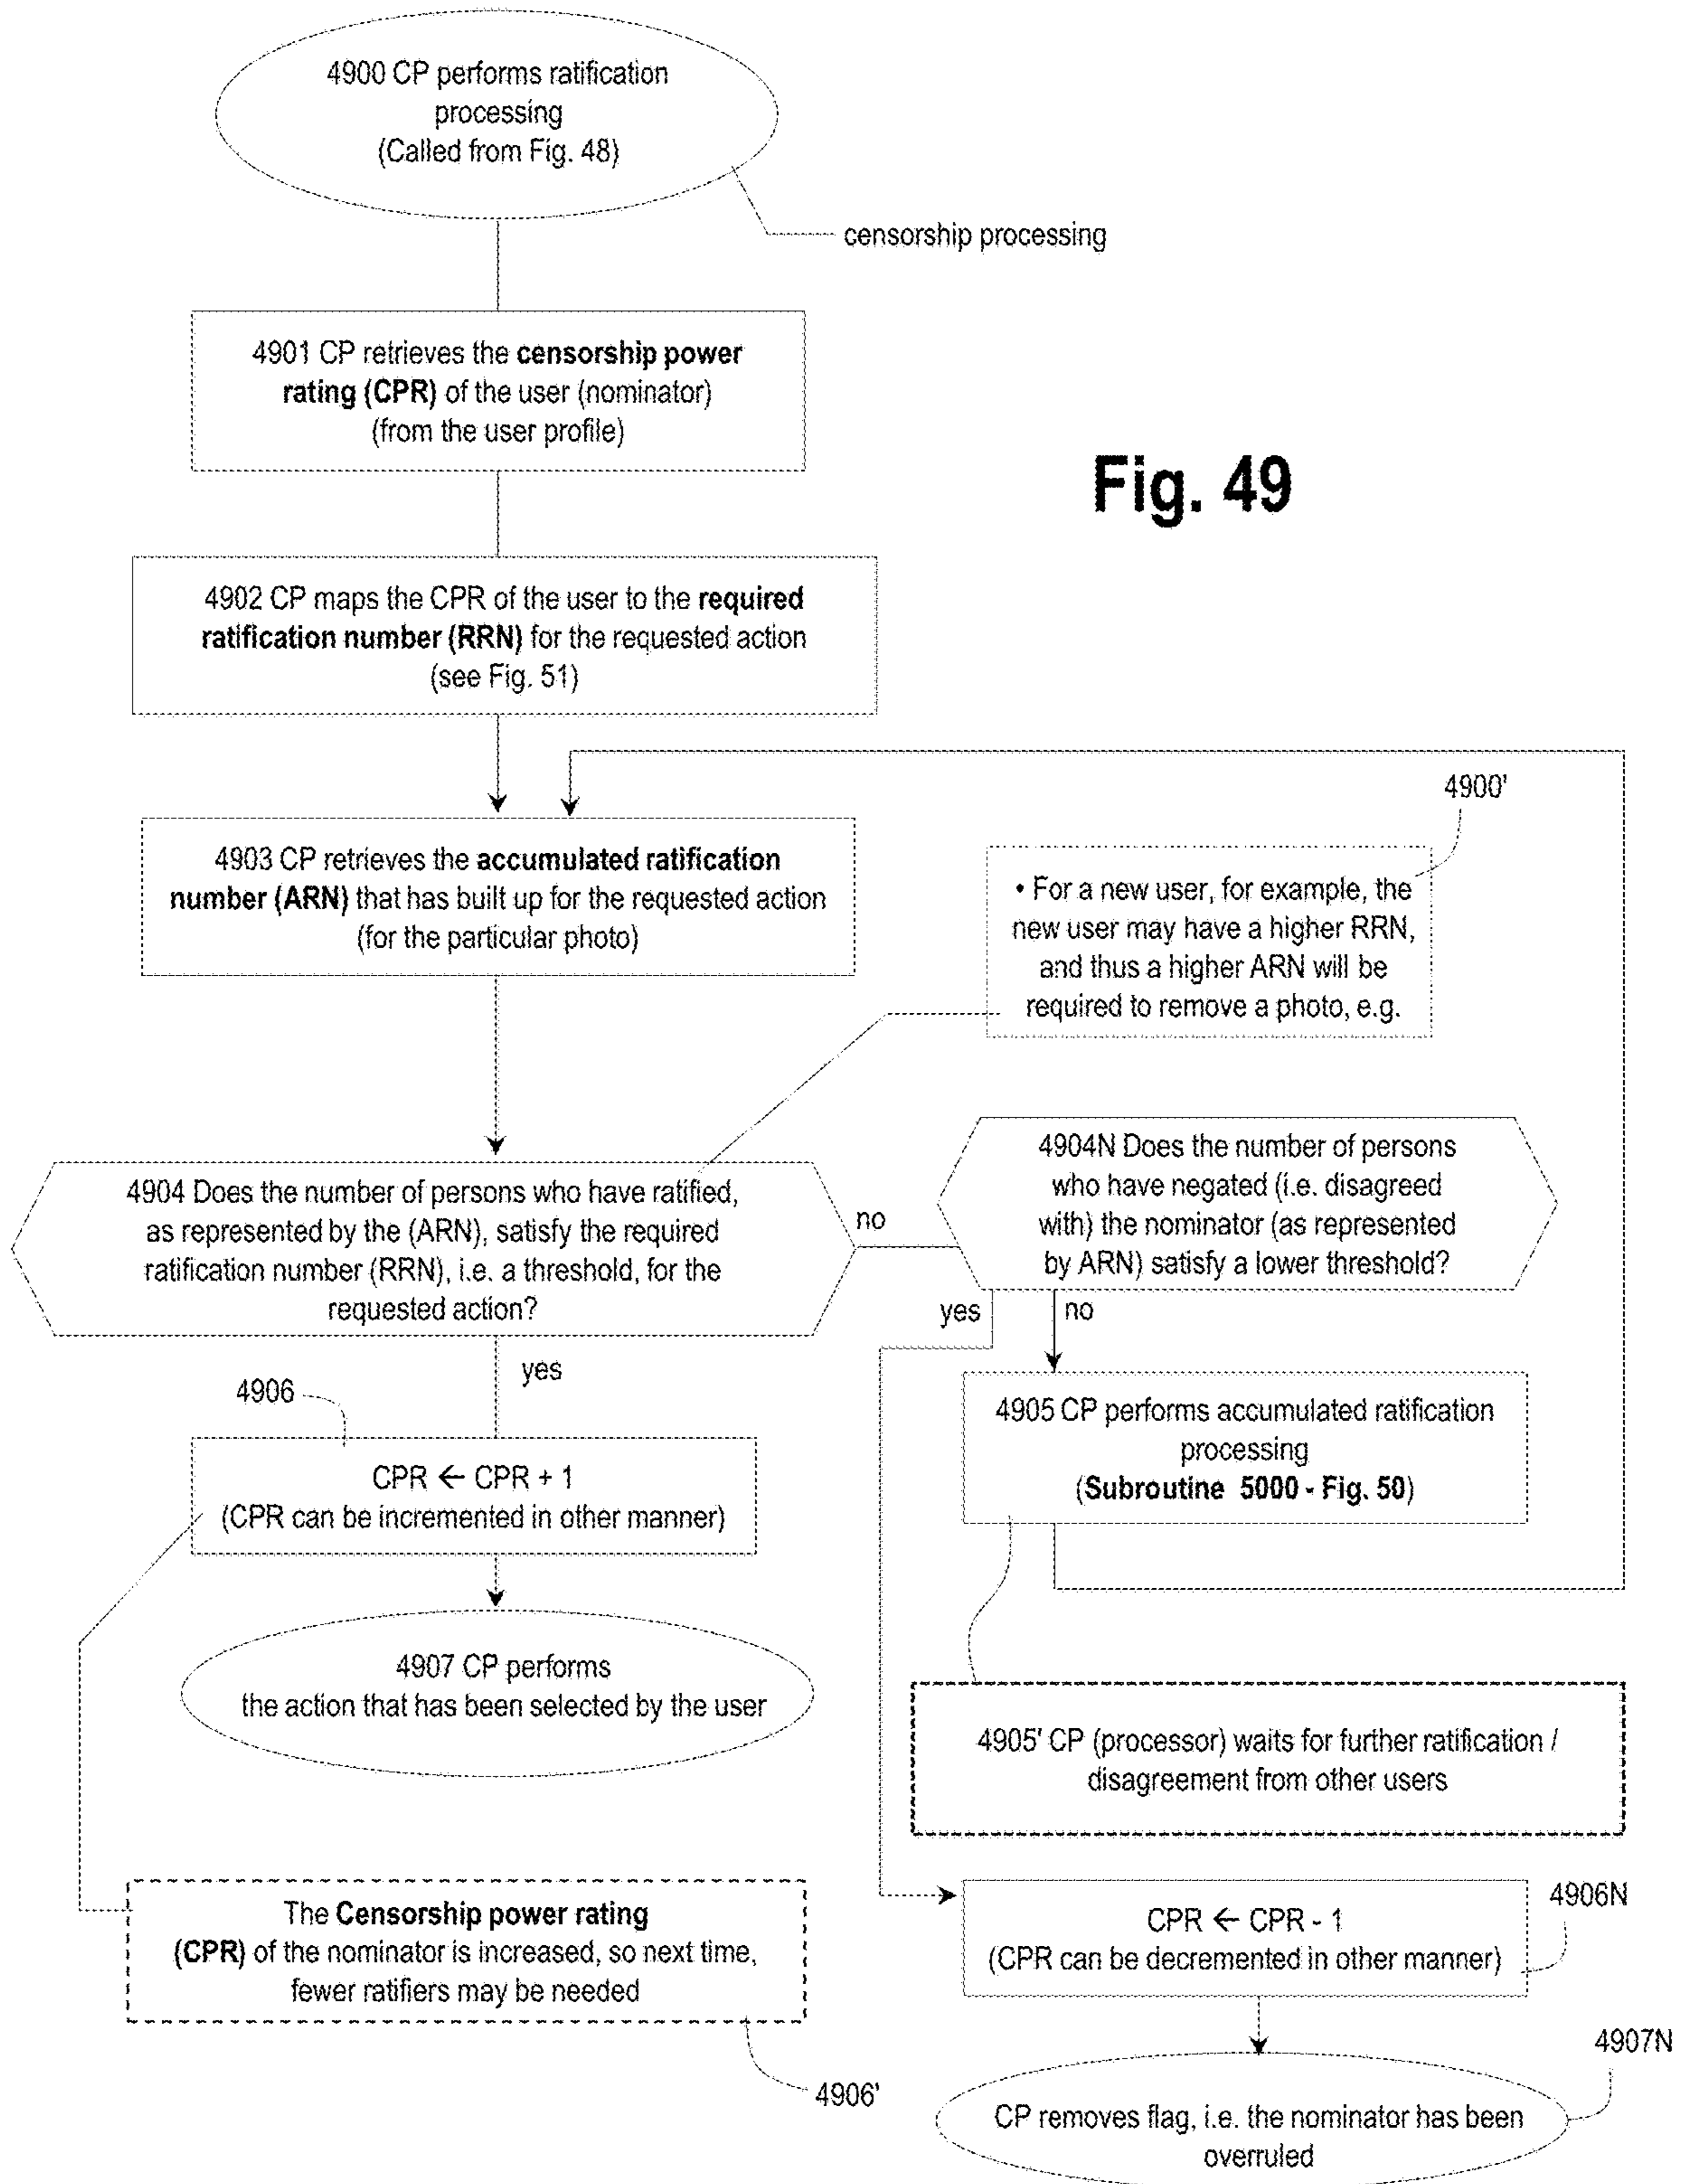 4900 CP performs ratification
processing
(Called from Fig. 48)
censorship processing
4901 CP retrieves the censorship power
rating (CPR) of the user (nominator)
(from the user profile)
Fig. 49
4902 CP maps the CPR of the user to the required
ratification number (RRN) for the requested action
(see Fig. 51)
4900'
4903 CP retrieves the accumulated ratification
number (ARN) that has built up for the requested action
(for the particular photo)
• For a new user, for example, the
new user may have a higher RRN,
and thus a higher ARN will be
required to remove a photo, e.g.
4904 Does the number of persons who have ratified,
as represented by the (ARN), satisfy the required
ratification number (RRN), i.e. a threshold, for the
requested action?
no
4904N Does the number of persons
who have negated (i.e. disagreed
with) the nominator (as represented
by ARN) satisfy a lower threshold?
yes
no
yes
4906
4905 CP performs accumulated ratification
processing
(Subroutine 5000 - Fig. 50)
CPR ← CPR + 1
(CPR can be incremented in other manner)
4907 CP performs
the action that has been selected by the user
4905' CP (processor) waits for further ratification /
disagreement from other users
The Censorship power rating
(CPR) of the nominator is increased, so next time,
fewer ratifiers may be needed
4906'
4906N
CPR ← CPR - 1
(CPR can be decremented in other manner)
4907N
CP removes flag, i.e. the nominator has been
overruled